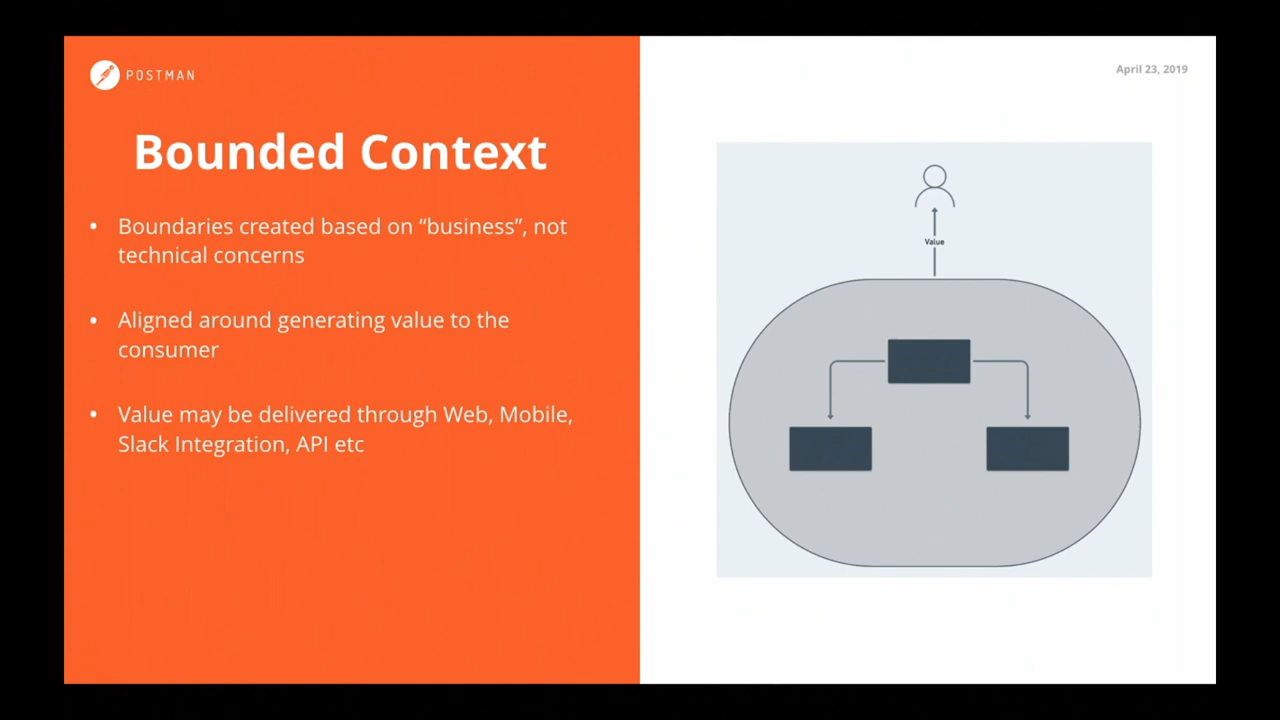 POSTMAN
April 23, 2019
Bounded Context
• Boundaries created based on “business”, not
technical concerns
• Aligned around generating value to the
consumer
• Value may be delivered through Web, Mobile,
Slack Integration, API etc
Value